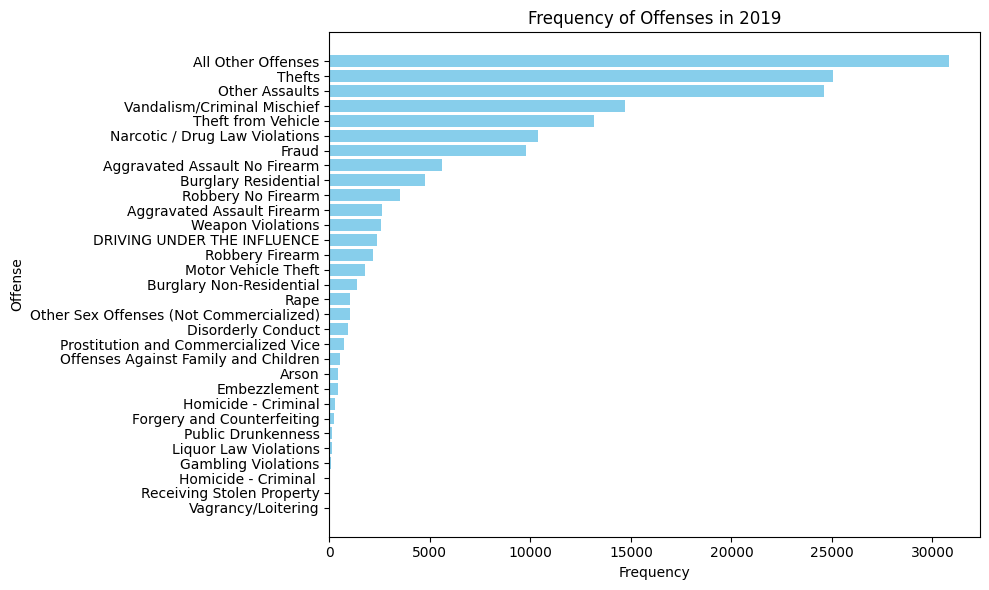 Frequency of Offenses in 2019
All Other Offenses
Thefts
Other Assaults
Vandalism/Criminal Mischief
Theft from Vehicle
Narcotic / Drug Law Violations
Fraud
Aggravated Assault No Firearm
Burglary Residential
Robbery No Firearm
Aggravated Assault Firearm
Weapon Violations
DRIVING UNDER THE INFLUENCE
Robbery Firearm
Motor Vehicle Theft
Burglary Non-Residential
Rape
Other Sex Offenses (Not Commercialized)
Disorderly Conduct
Prostitution and Commercialized Vice
Offenses Against Family and Children
Arson
Embezzlement
Homicide - Criminal
Forgery and Counterfeiting
Public Drunkenness
Liquor Law Violations
Gambling Violations
Homicide - Criminal
Receiving Stolen Property
Vagrancy/Loitering
Offense
0 5000 10000 15000 20000 25000 30000
Frequency